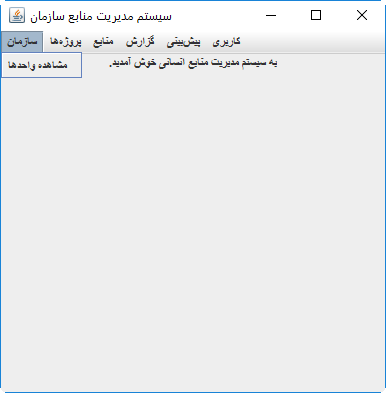 سیستم مدیریت منابع سازمان
سازمان پروژه‌ها منابع گزارش پیش‌بینی کاربری
مشاهده واحدها
به سیستم مدیریت منابع انسانی خوش آمدید.